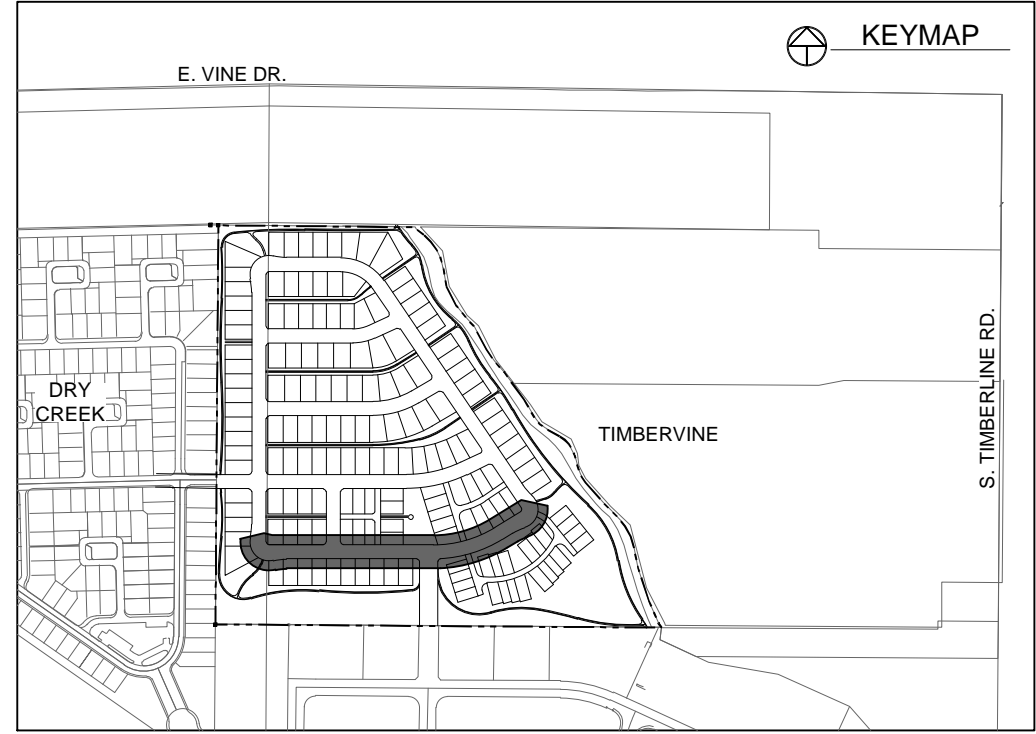 KEYMAP
E. VINE DR.
S. TIMBERLINE RD.
DRY
CREEK
TIMBERVINE